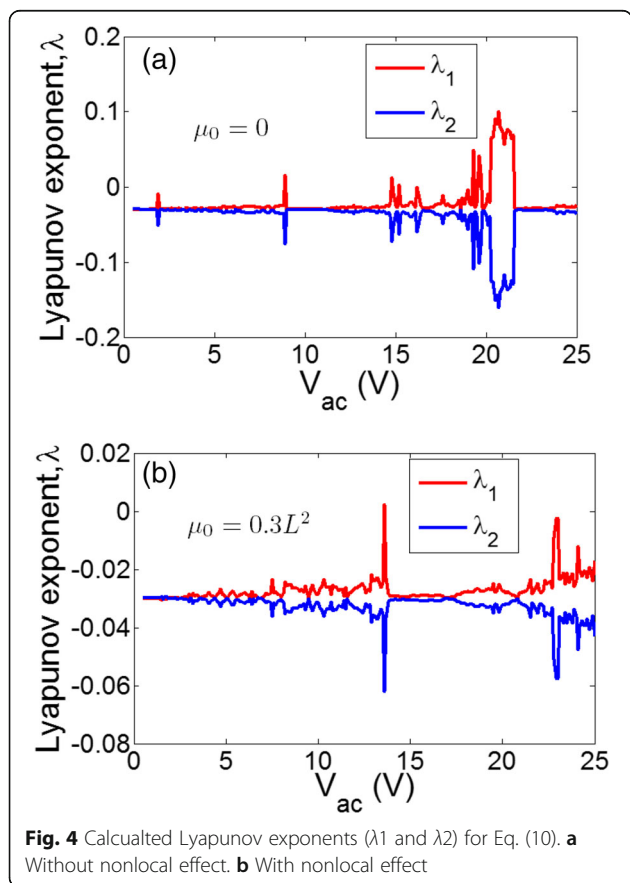 (a)
λ1
λ2
μ0 = 0
Lyapunov exponent,λ
0.2
0.1
0
-0.1
-0.2
0 5 10 15 20 25
Vac (V)
(b)
λ1
λ2
μ0 = 0.3L²
Lyapunov exponent,λ
0.02
0
-0.02
-0.04
-0.06
-0.08
0 5 10 15 20 25
Vac (V)
Fig. 4 Calcualted Lyapunov exponents (λ1 and λ2) for Eq. (10). a
Without nonlocal effect. b With nonlocal effect